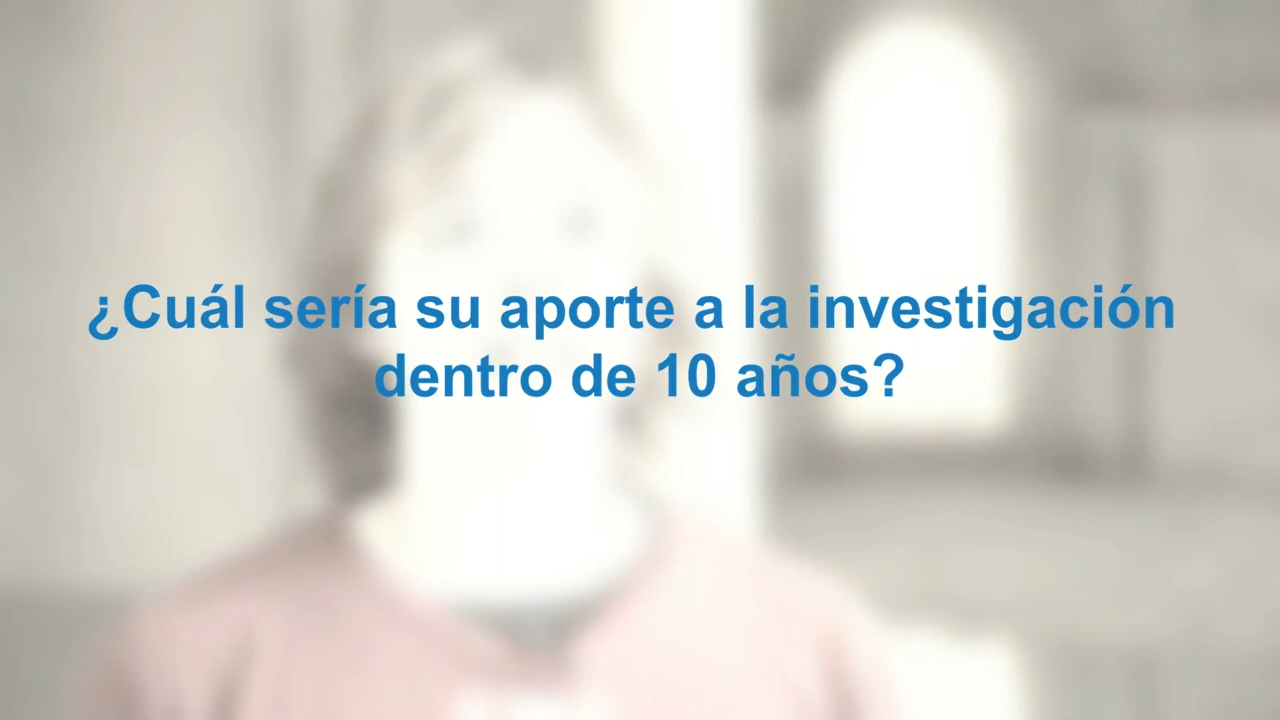 ¿Cuál sería su aporte a la investigación
dentro de 10 años?